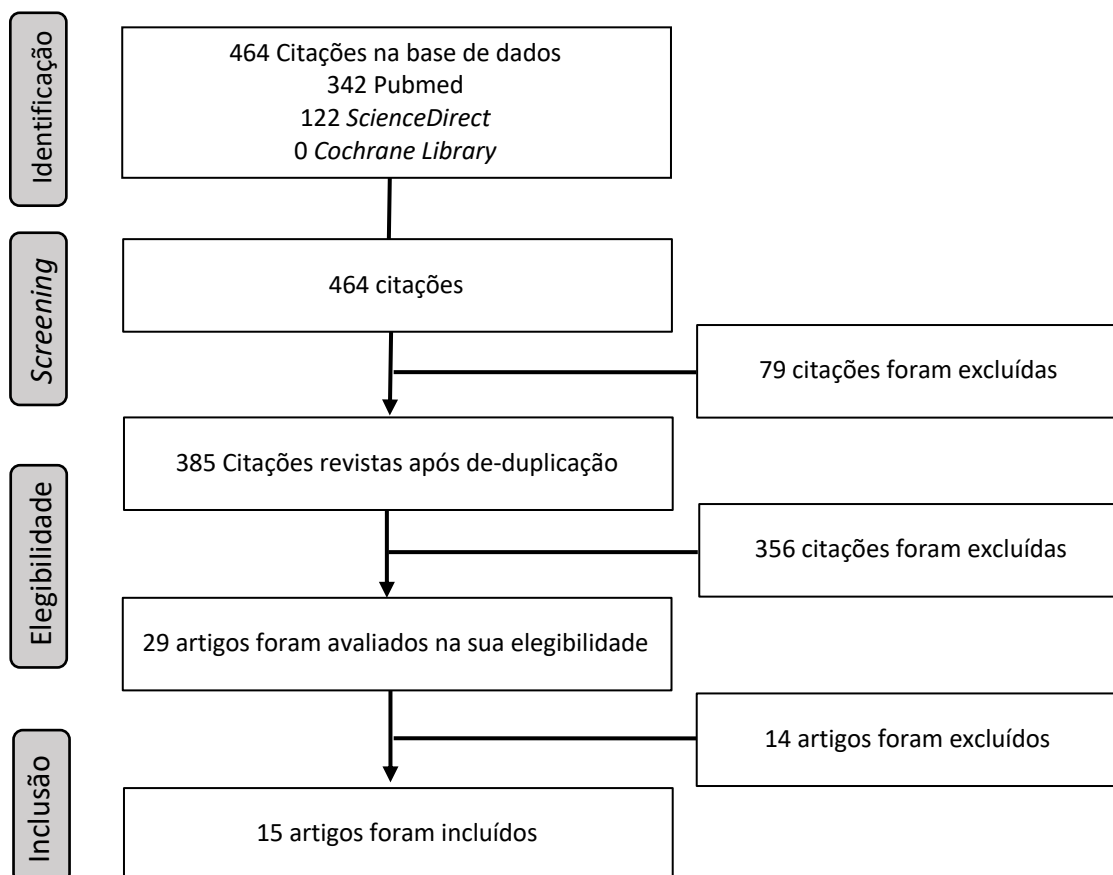 Identificação
464 Citações na base de dados
342 Pubmed
122 ScienceDirect
0 Cochrane Library
Screening
464 citações
79 citações foram excluídas
385 Citações revistas após de-duplicação
Elegibilidade
356 citações foram excluídas
29 artigos foram avaliados na sua elegibilidade
14 artigos foram excluídos
Inclusão
15 artigos foram incluídos